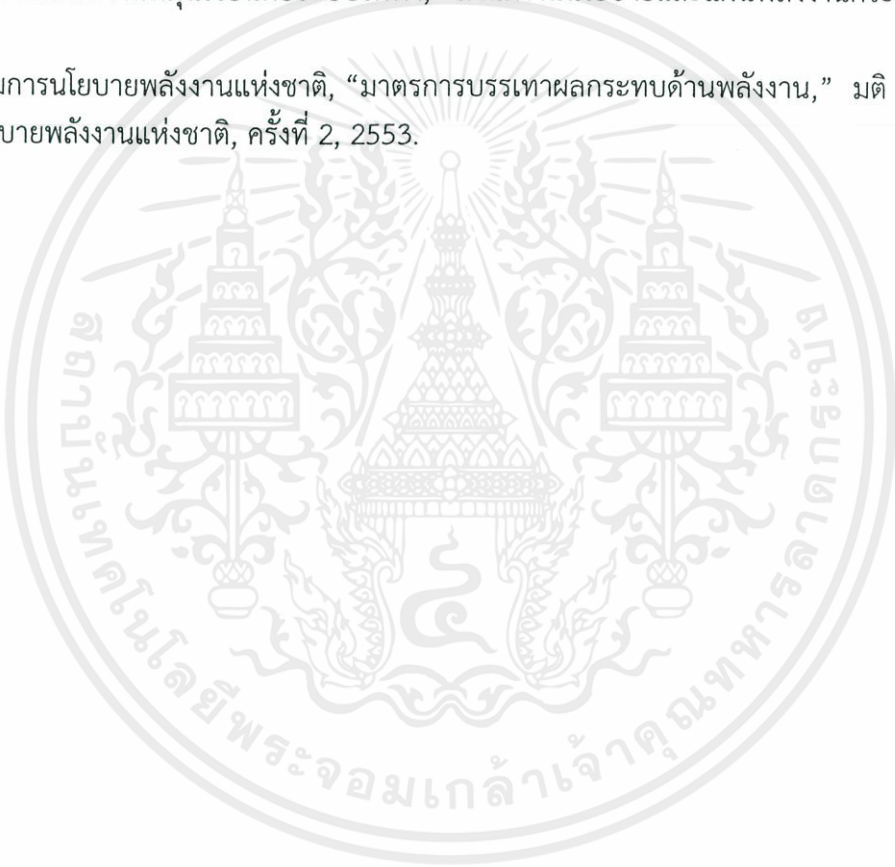 มการนโยบายพลังงานแห่งชาติ, “มาตรการบรรเทาผลกระทบด้านพลังงาน,” มติ
บายพลังงานแห่งชาติ, ครั้งที่ 2, 2553.
สถาบันเทคโนโลยีพระจอมเกล้าเจ้าคุณทหารลาดกระบัง